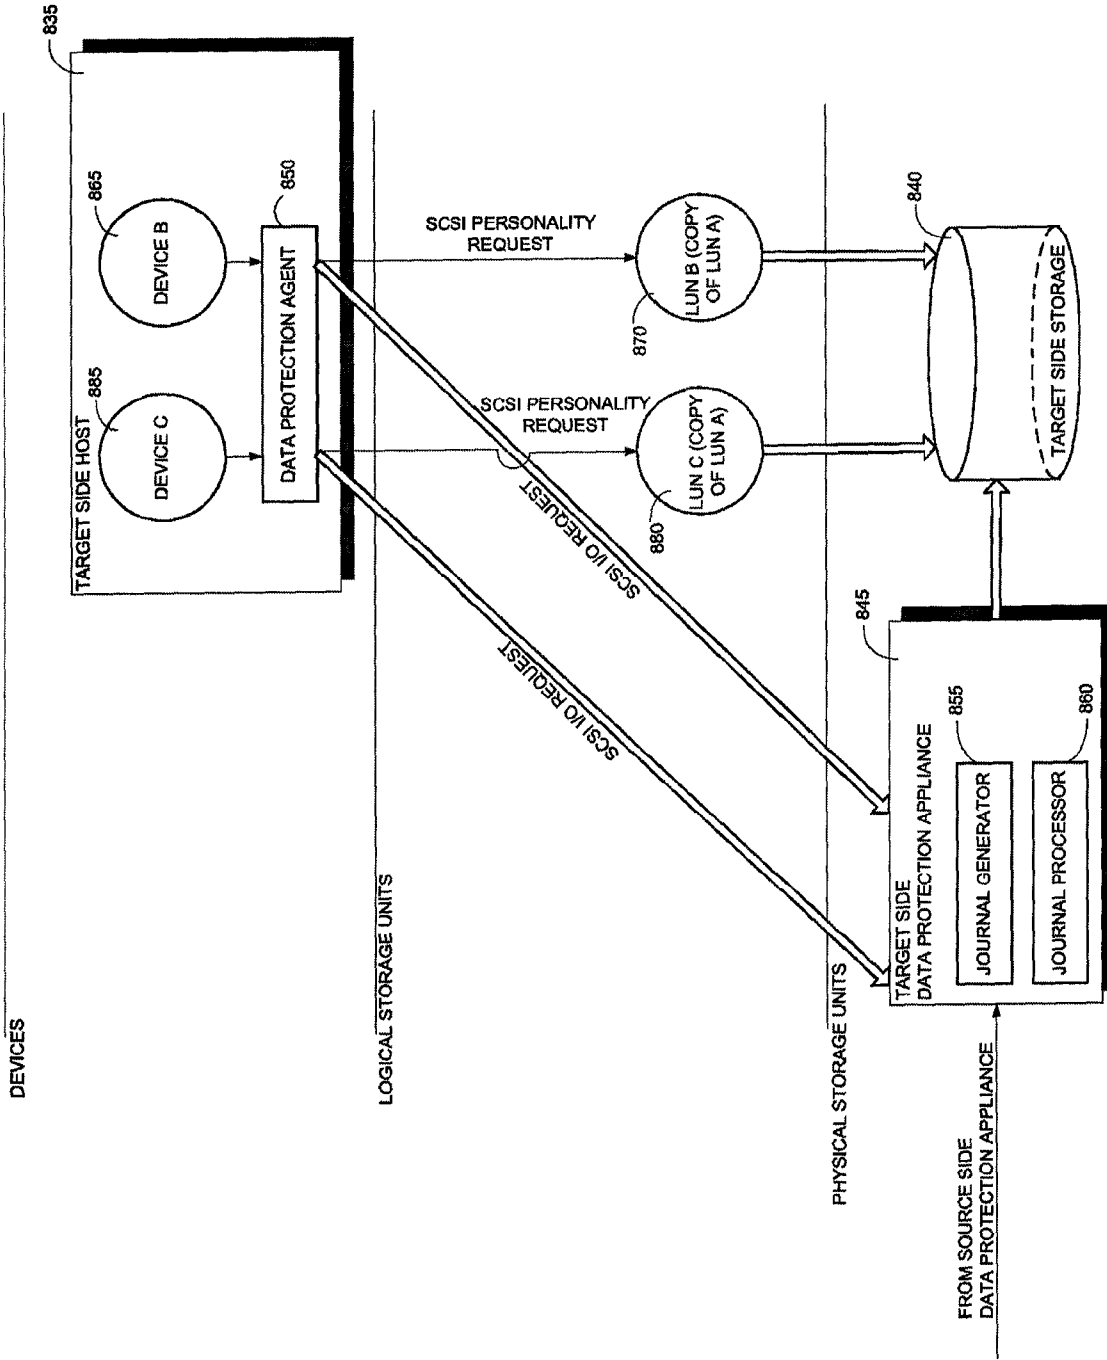 DEVICES
TARGET SIDE HOST
835
885
DEVICE C
865
DEVICE B
850
DATA PROTECTION AGENT
LOGICAL STORAGE UNITS
SCSI PERSONALITY
REQUEST
SCSI PERSONALITY
REQUEST
SCSI I/O REQUEST
SCSI I/O REQUEST
870
LUN B (COPY
OF LUN A)
880
LUN C (COPY
OF LUN A)
PHYSICAL STORAGE UNITS
845
TARGET SIDE
DATA PROTECTION APPLIANCE
855
JOURNAL GENERATOR
860
JOURNAL PROCESSOR
840
TARGET SIDE STORAGE
FROM SOURCE SIDE
DATA PROTECTION APPLIANCE